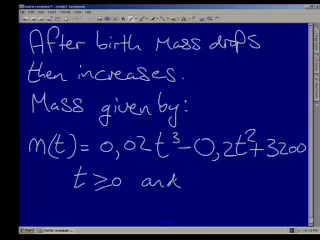 After birth Mass drops
then increases.
Mass given by:
m(t) = 0,02t³-0,2t²+3200
t≥0 and